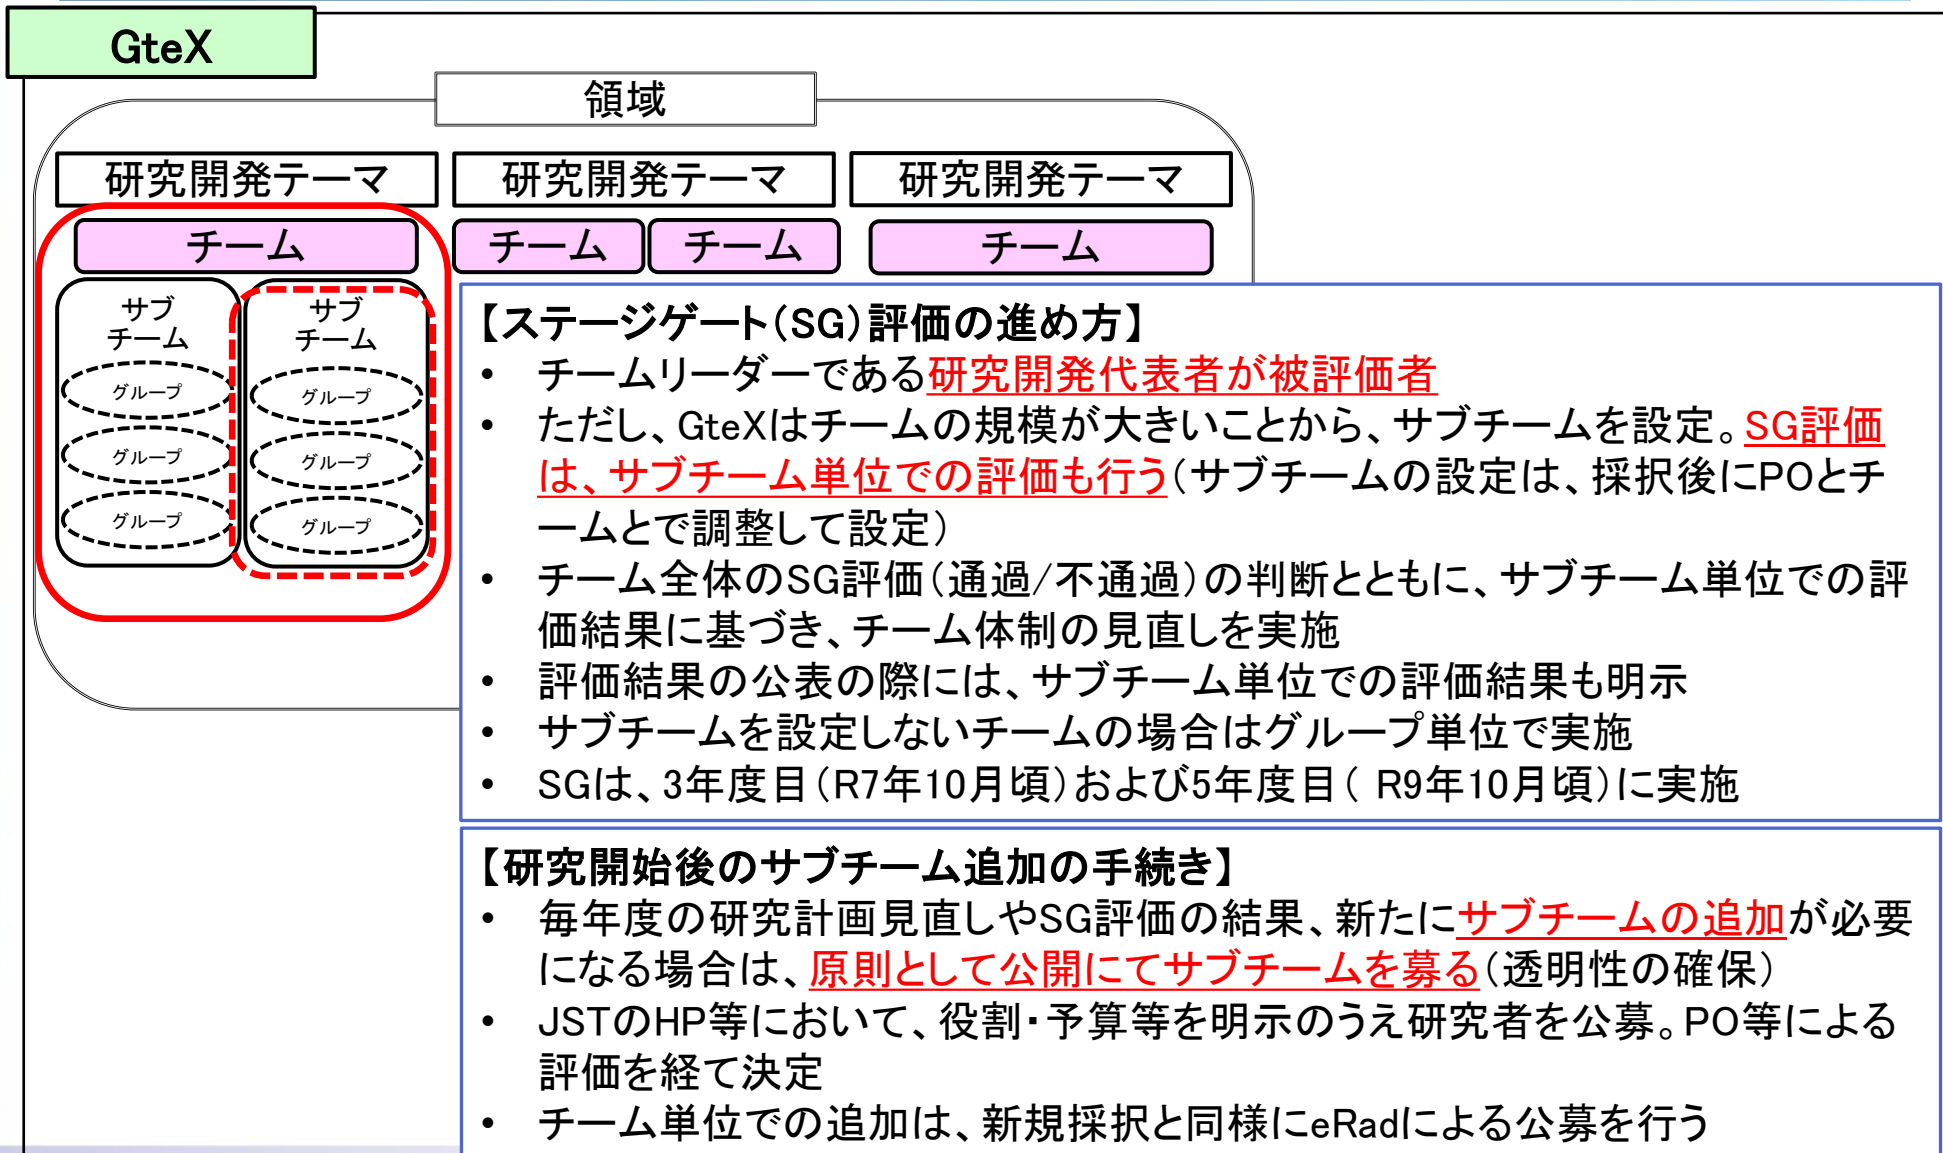 GteX
領域
研究開発テーマ 研究開発テーマ 研究開発テーマ
チーム チーム チーム チーム
サブ
チーム
グループ
グループ
グループ
サブ
チーム
グループ
グループ
グループ
【ステージゲート（SG）評価の進め方】
• チームリーダーである研究開発代表者が被評価者
• ただし、GteXはチームの規模が大きいことから、サブチームを設定。SG評価
は、サブチーム単位での評価も行う（サブチームの設定は、採択後にPOとチ
ームとで調整して設定）
• チーム全体のSG評価（通過/不通過）の判断とともに、サブチーム単位での評
価結果に基づき、チーム体制の見直しを実施
• 評価結果の公表の際には、サブチーム単位での評価結果も明示
• サブチームを設定しないチームの場合はグループ単位で実施
• SGは、3年度目（R7年10月頃）および5年度目（ R9年10月頃）に実施
【研究開始後のサブチーム追加の手続き】
• 毎年度の研究計画見直しやSG評価の結果、新たにサブチームの追加が必要
になる場合は、原則として公開にてサブチームを募る（透明性の確保）
• JSTのHP等において、役割・予算等を明示のうえ研究者を公募。PO等による
評価を経て決定
• チーム単位での追加は、新規採択と同様にeRadによる公募を行う